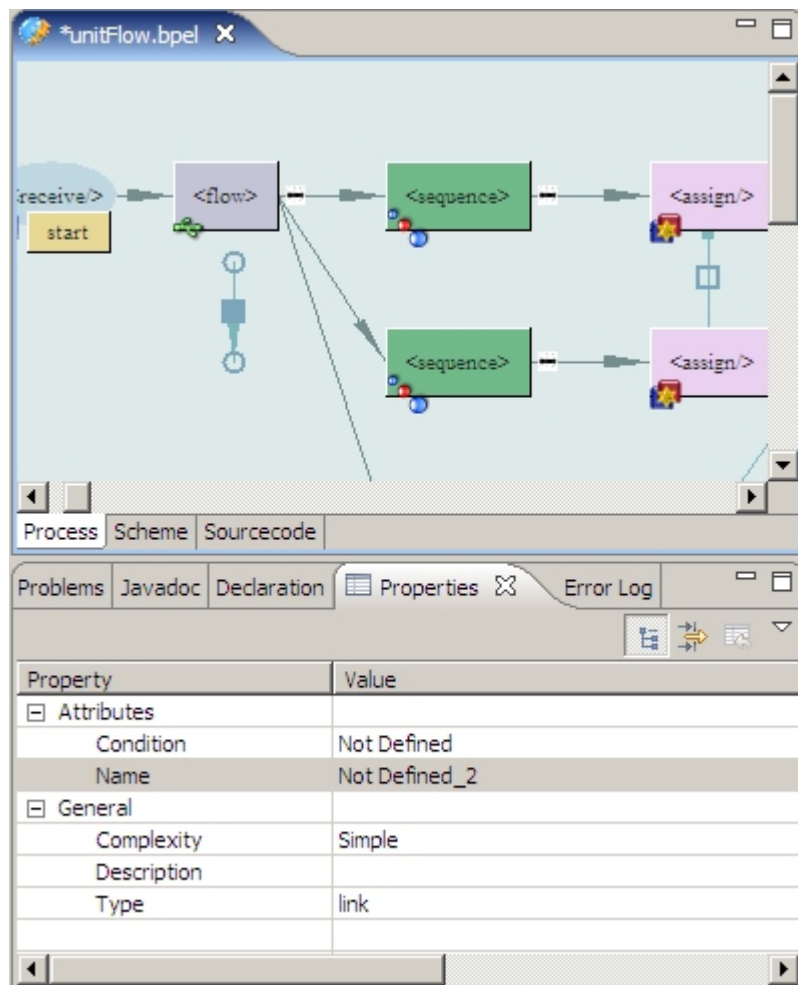 *unitFlow.bpel
receive/>
start
<flow>
<sequence>
<assign/>
<sequence>
<assign/>
Process Scheme Sourcecode
Problems Javadoc Declaration Properties Error Log
Property Value
Attributes
Condition Not Defined
Name Not Defined_2
General
Complexity Simple
Description
Type link